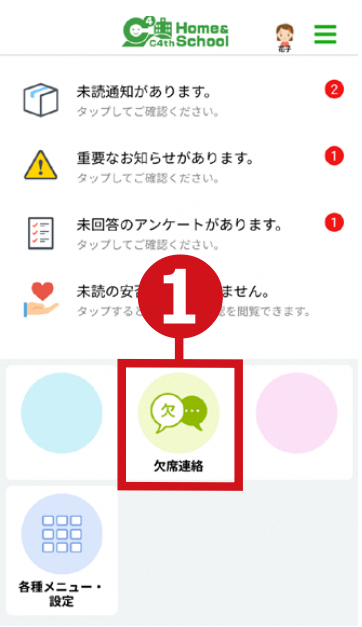 C4 Home&
C4th School
花子
未読通知があります。
2
タップしてご確認ください。
重要なお知らせがあります。
1
タップしてご確認ください。
未回答のアンケートがあります。
1
タップしてご確認ください。
未読の安
ません。
タップすると
を閲覧できます。
1
欠
欠席連絡
各種メニュー・
設定